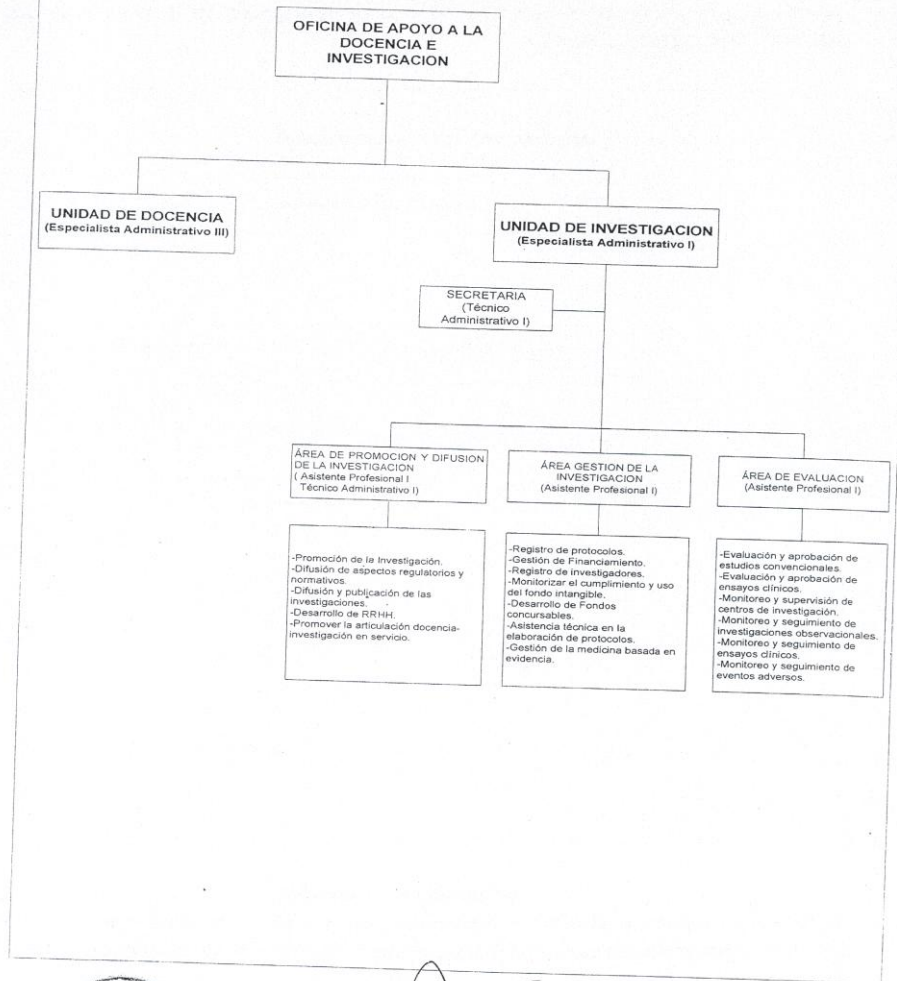 OFICINA DE APOYO A LA
DOCENCIA E
INVESTIGACION
UNIDAD DE DOCENCIA
(Especialista Administrativo III)
UNIDAD DE INVESTIGACION
(Especialista Administrativo I)
SECRETARIA
(Técnico
Administrativo I)
ÁREA DE PROMOCION Y DIFUSION
DE LA INVESTIGACION
( Asistente Profesional I
Técnico Administrativo I)
ÁREA GESTION DE LA
INVESTIGACION
(Asistente Profesional I)
ÁREA DE EVALUACION
(Asistente Profesional I)
-Promoción de la Investigación.
-Difusión de aspectos regulatorios y
normativos.
-Difusión y publicación de las
investigaciones.
-Desarrollo de RRHH.
-Promover la articulación docencia-
investigación en servicio.
-Registro de protocolos.
-Gestión de Financiamiento.
-Registro de investigadores.
-Monitorizar el cumplimiento y uso
del fondo intangible.
-Desarrollo de Fondos
concursables.
-Asistencia técnica en la
elaboración de protocolos.
-Gestión de la medicina basada en
evidencia.
-Evaluación y aprobación de
estudios convencionales.
-Evaluación y aprobación de
ensayos clínicos.
-Monitoreo y supervisión de
centros de investigación.
-Monitoreo y seguimiento de
investigaciones observacionales.
-Monitoreo y seguimiento de
ensayos clínicos.
-Monitoreo y seguimiento de
eventos adversos.